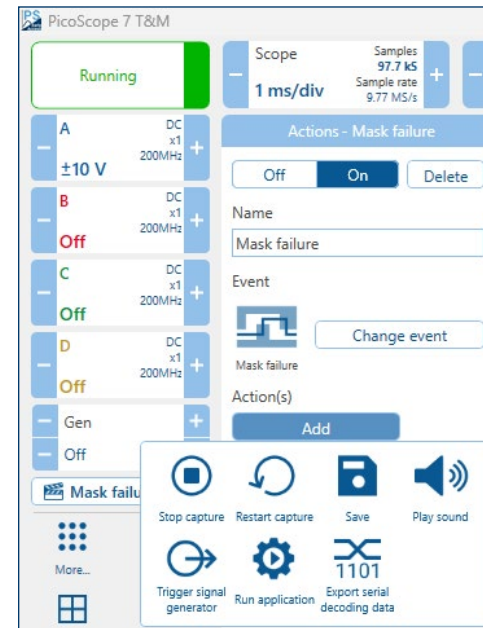 PS
PicoScope 7 T&M
Running
Scope
1 ms/div
Samples
97.7 kS
Sample rate
9.77 MS/s
A
±10 V
DC
x1
200MHz
B
Off
DC
x1
200MHz
C
Off
DC
x1
200MHz
D
Off
DC
x1
200MHz
Gen
Off
Mask failu
More...
Actions - Mask failure
Off
On
Delete
Name
Mask failure
Event
Mask failure
Change event
Action(s)
Add
Stop capture
Restart capture
Save
Play sound
Trigger signal
generator
Run application
1101
Export serial
decoding data